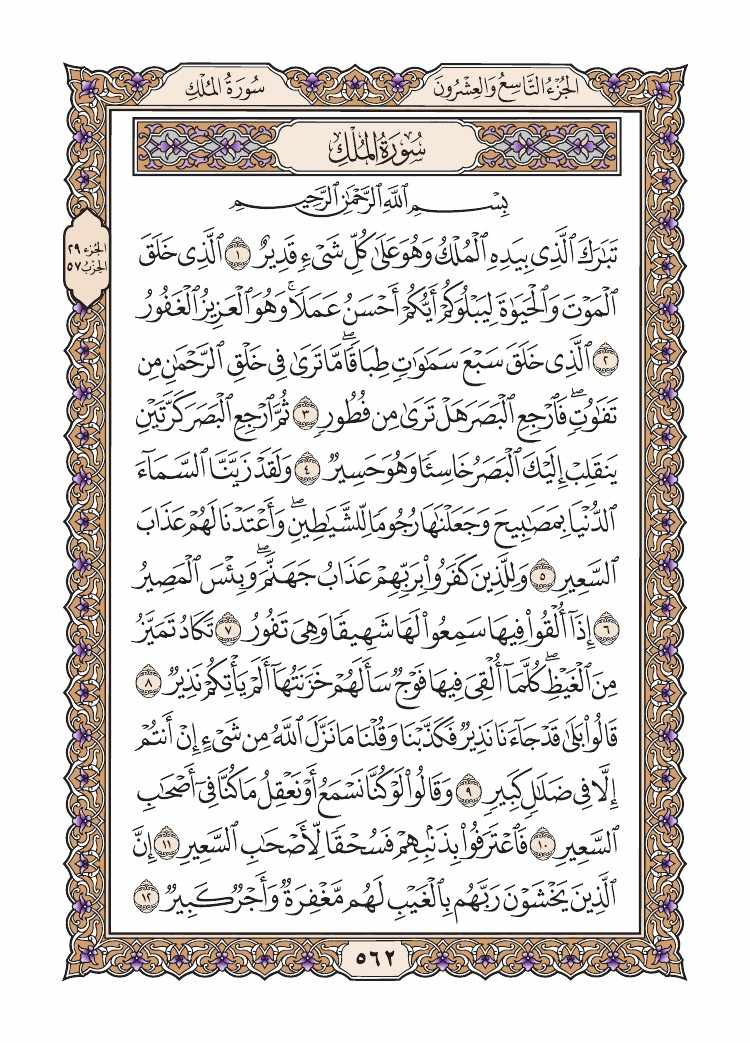 الجُزْءُ التَّاسِعُ وَالعِشْرُونَ
سُورَةُ المُلْكِ
سُورَةُ المُلْكِ
الجُزء ٢٩
الحِزْبُ ٥٧
بِسْمِ ٱللَّهِ ٱلرَّحْمَٰنِ ٱلرَّحِيمِ
تَبَٰرَكَ ٱلَّذِى بِيَدِهِ ٱلْمُلْكُ وَهُوَ عَلَىٰ كُلِّ شَىْءٍ قَدِيرٌ ١ ٱلَّذِى خَلَقَ
ٱلْمَوْتَ وَٱلْحَيَوٰةَ لِيَبْلُوَكُمْ أَيُّكُمْ أَحْسَنُ عَمَلًا ۚ وَهُوَ ٱلْعَزِيزُ ٱلْغَفُورُ
٢ ٱلَّذِى خَلَقَ سَبْعَ سَمَٰوَٰتٍ طِبَاقًا ۖ مَّا تَرَىٰ فِى خَلْقِ ٱلرَّحْمَٰنِ مِن
تَفَٰوُتٍ ۖ فَٱرْجِعِ ٱلْبَصَرَ هَلْ تَرَىٰ مِن فُطُورٍ ٣ ثُمَّ ٱرْجِعِ ٱلْبَصَرَ كَرَّتَيْنِ
يَنقَلِبْ إِلَيْكَ ٱلْبَصَرُ خَاسِئًا وَهُوَ حَسِيرٌ ٤ وَلَقَدْ زَيَّنَّا ٱلسَّمَآءَ
ٱلدُّنْيَا بِمَصَٰبِيحَ وَجَعَلْنَٰهَا رُجُومًا لِّلشَّيَٰطِينِ ۖ وَأَعْتَدْنَا لَهُمْ عَذَابَ
ٱلسَّعِيرِ ٥ وَلِلَّذِينَ كَفَرُوا۟ بِرَبِّهِمْ عَذَابُ جَهَنَّمَ ۖ وَبِئْسَ ٱلْمَصِيرُ
٦ إِذَآ أُلْقُوا۟ فِيهَا سَمِعُوا۟ لَهَا شَهِيقًا وَهِىَ تَفُورُ ٧ تَكَادُ تَمَيَّزُ
مِنَ ٱلْغَيْظِ ۖ كُلَّمَآ أُلْقِىَ فِيهَا فَوْجٌ سَأَلَهُمْ خَزَنَتُهَآ أَلَمْ يَأْتِكُمْ نَذِيرٌ ٨
قَالُوا۟ بَلَىٰ قَدْ جَآءَنَا نَذِيرٌ فَكَذَّبْنَا وَقُلْنَا مَا نَزَّلَ ٱللَّهُ مِن شَىْءٍ إِنْ أَنتُمْ
إِلَّا فِى ضَلَٰلٍ كَبِيرٍ ٩ وَقَالُوا۟ لَوْ كُنَّا نَسْمَعُ أَوْ نَعْقِلُ مَا كُنَّا فِىٓ أَصْحَٰبِ
ٱلسَّعِيرِ ١٠ فَٱعْتَرَفُوا۟ بِذَنۢبِهِمْ فَسُحْقًا لِّأَصْحَٰبِ ٱلسَّعِيرِ ١١ إِنَّ
ٱلَّذِينَ يَخْشَوْنَ رَبَّهُم بِٱلْغَيْبِ لَهُم مَّغْفِرَةٌ وَأَجْرٌ كَبِيرٌ ١٢
٥٦٢